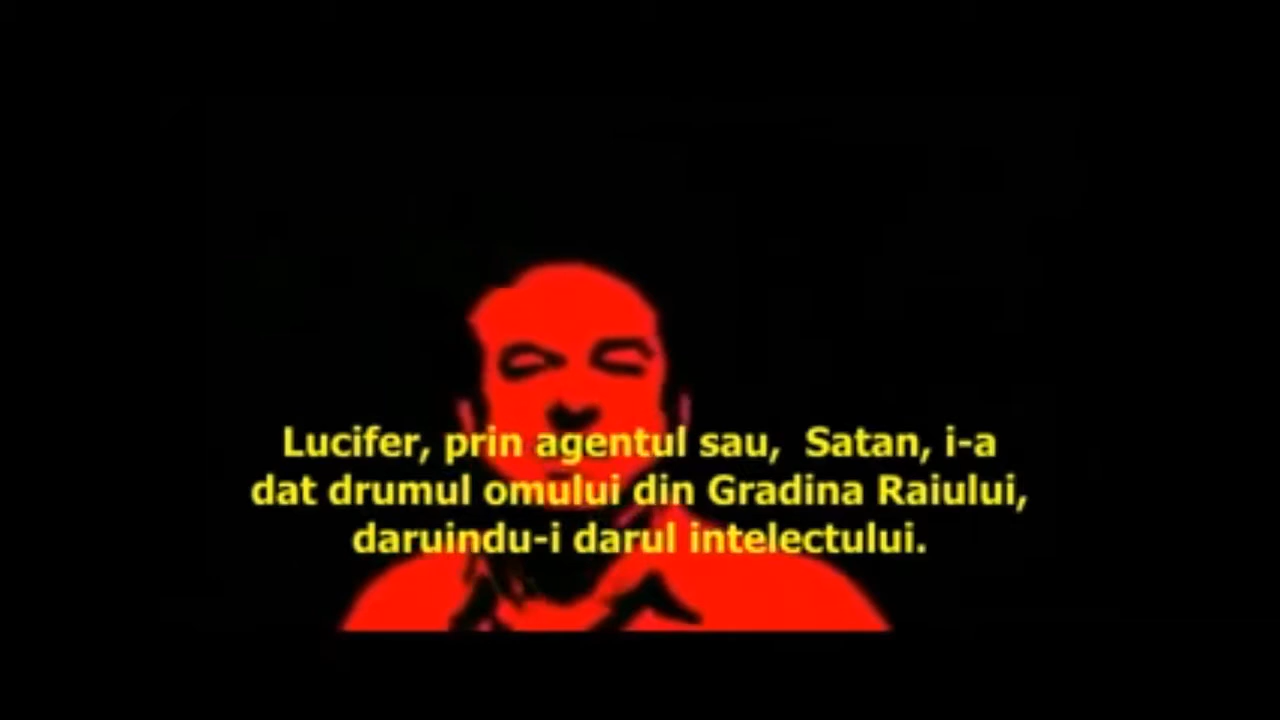 Lucifer, prin agentul sau,  Satan, i-a
dat drumul omului din Gradina Raiului,
daruindu-i darul intelectului.